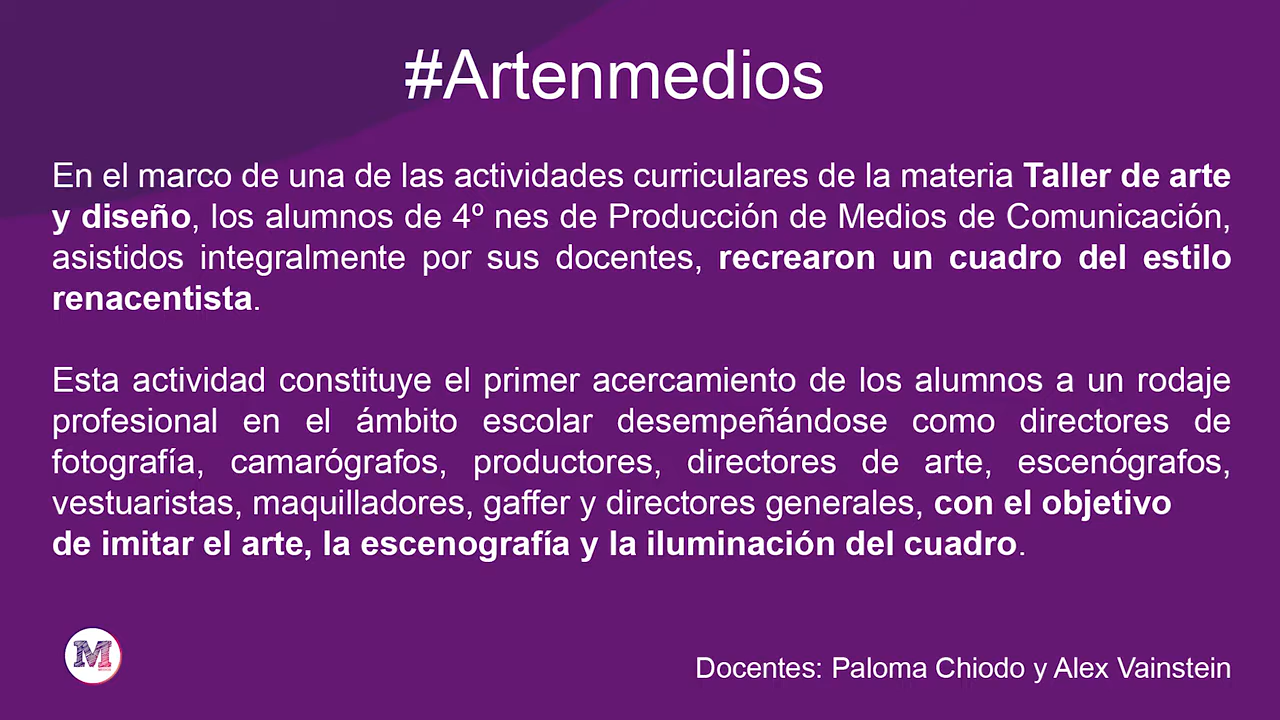 #Artenmedios
En el marco de una de las actividades curriculares de la materia Taller de arte
y diseño, los alumnos de 4º nes de Producción de Medios de Comunicación,
asistidos integralmente por sus docentes, recrearon un cuadro del estilo
renacentista.
Esta actividad constituye el primer acercamiento de los alumnos a un rodaje
profesional en el ámbito escolar desempeñándose como directores de
fotografía, camarógrafos, productores, directores de arte, escenógrafos,
vestuaristas, maquilladores, gaffer y directores generales, con el objetivo
de imitar el arte, la escenografía y la iluminación del cuadro.
M
MEDIOS
Docentes: Paloma Chiodo y Alex Vainstein